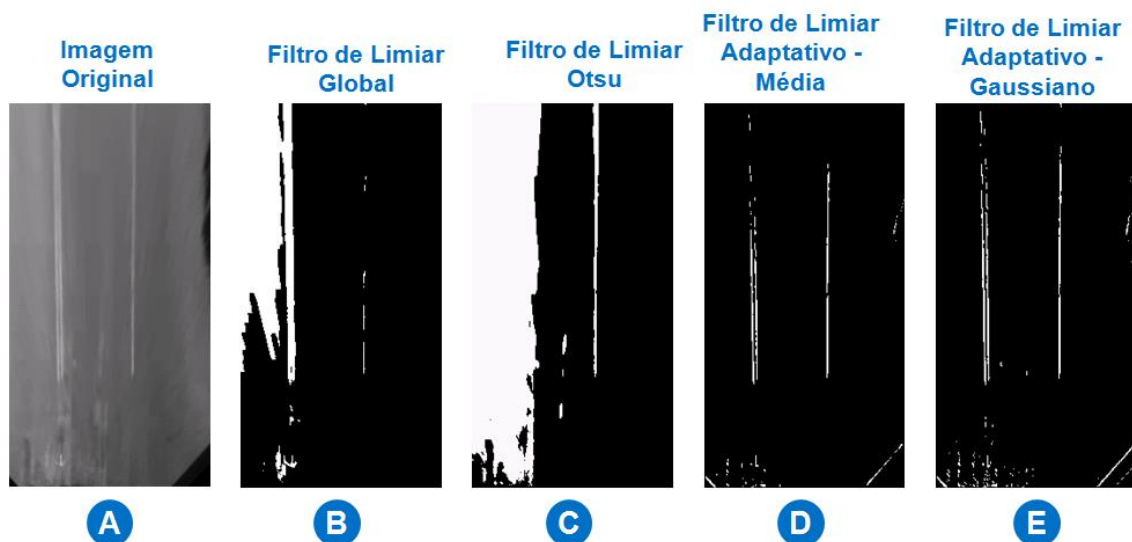 Imagem
Original
Filtro de Limiar
Global
Filtro de Limiar
Otsu
Filtro de Limiar
Adaptativo -
Média
Filtro de Limiar
Adaptativo -
Gaussiano
A
B
C
D
E